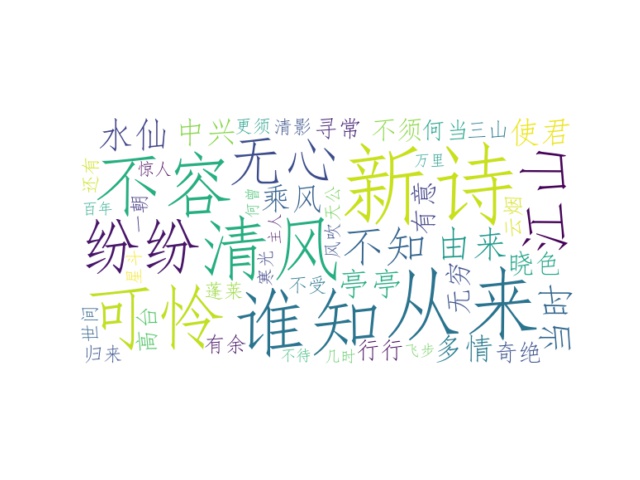 水仙 中兴 更须 清影 寻常 不须 何当 三山 使君
还有 惊人 无心 万里
不容 新诗 江山
百年 一朝 乘风 有意 云烟
何曾 天公
纷纷 清风 主人 风吹 不知 由来
星斗 寒光 晓色
蓬莱 不受 亭亭 无穷
可怜 谁知 从来
世间 高台 当时
归来 有余 不待 几时 行行 飞步 多情 奇绝